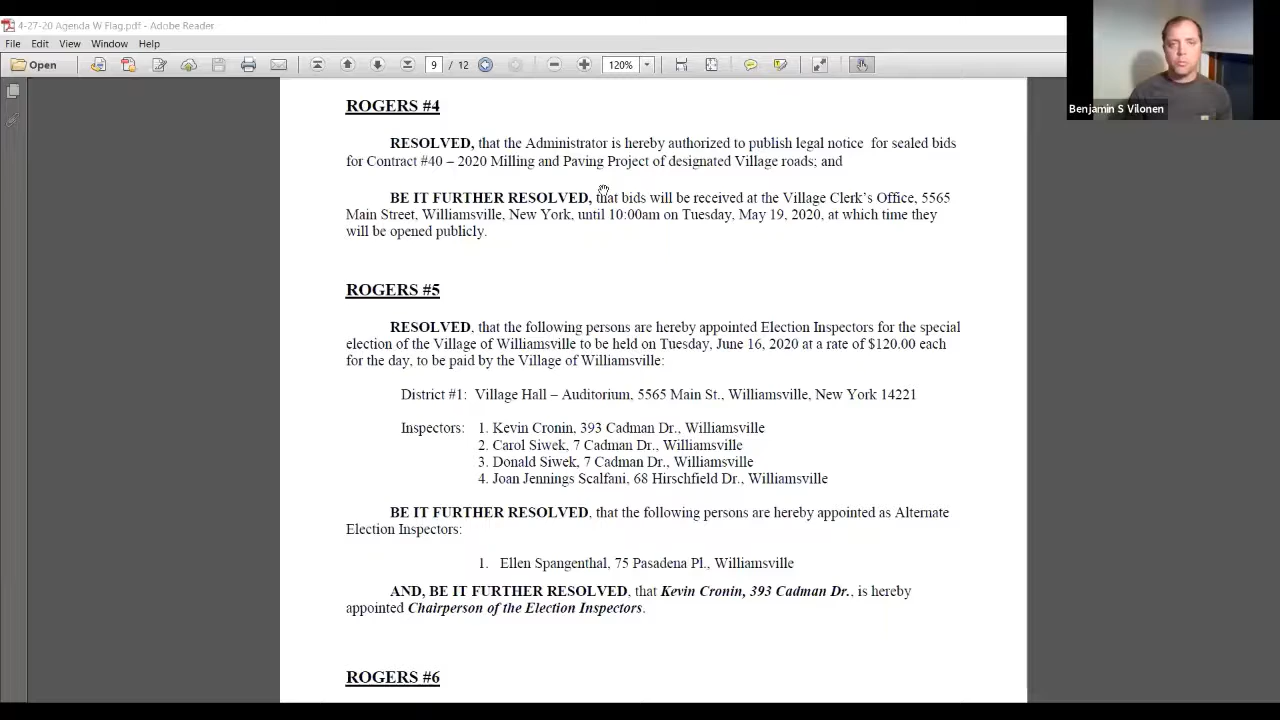 4-27-20 Agenda W Flag.pdf - Adobe Reader
File Edit View Window Help
Open 9 / 12 120%
Benjamin S Vilonen
ROGERS #4
RESOLVED, that the Administrator is hereby authorized to publish legal notice for sealed bids
for Contract #40 – 2020 Milling and Paving Project of designated Village roads; and
BE IT FURTHER RESOLVED, that bids will be received at the Village Clerk's Office, 5565
Main Street, Williamsville, New York, until 10:00am on Tuesday, May 19, 2020, at which time they
will be opened publicly.
ROGERS #5
RESOLVED, that the following persons are hereby appointed Election Inspectors for the special
election of the Village of Williamsville to be held on Tuesday, June 16, 2020 at a rate of $120.00 each
for the day, to be paid by the Village of Williamsville:
District #1: Village Hall – Auditorium, 5565 Main St., Williamsville, New York 14221
Inspectors: 1. Kevin Cronin, 393 Cadman Dr., Williamsville
2. Carol Siwek, 7 Cadman Dr., Williamsville
3. Donald Siwek, 7 Cadman Dr., Williamsville
4. Joan Jennings Scalfani, 68 Hirschfield Dr., Williamsville
BE IT FURTHER RESOLVED, that the following persons are hereby appointed as Alternate
Election Inspectors:
1. Ellen Spangenthal, 75 Pasadena Pl., Williamsville
AND, BE IT FURTHER RESOLVED, that Kevin Cronin, 393 Cadman Dr., is hereby
appointed Chairperson of the Election Inspectors.
ROGERS #6